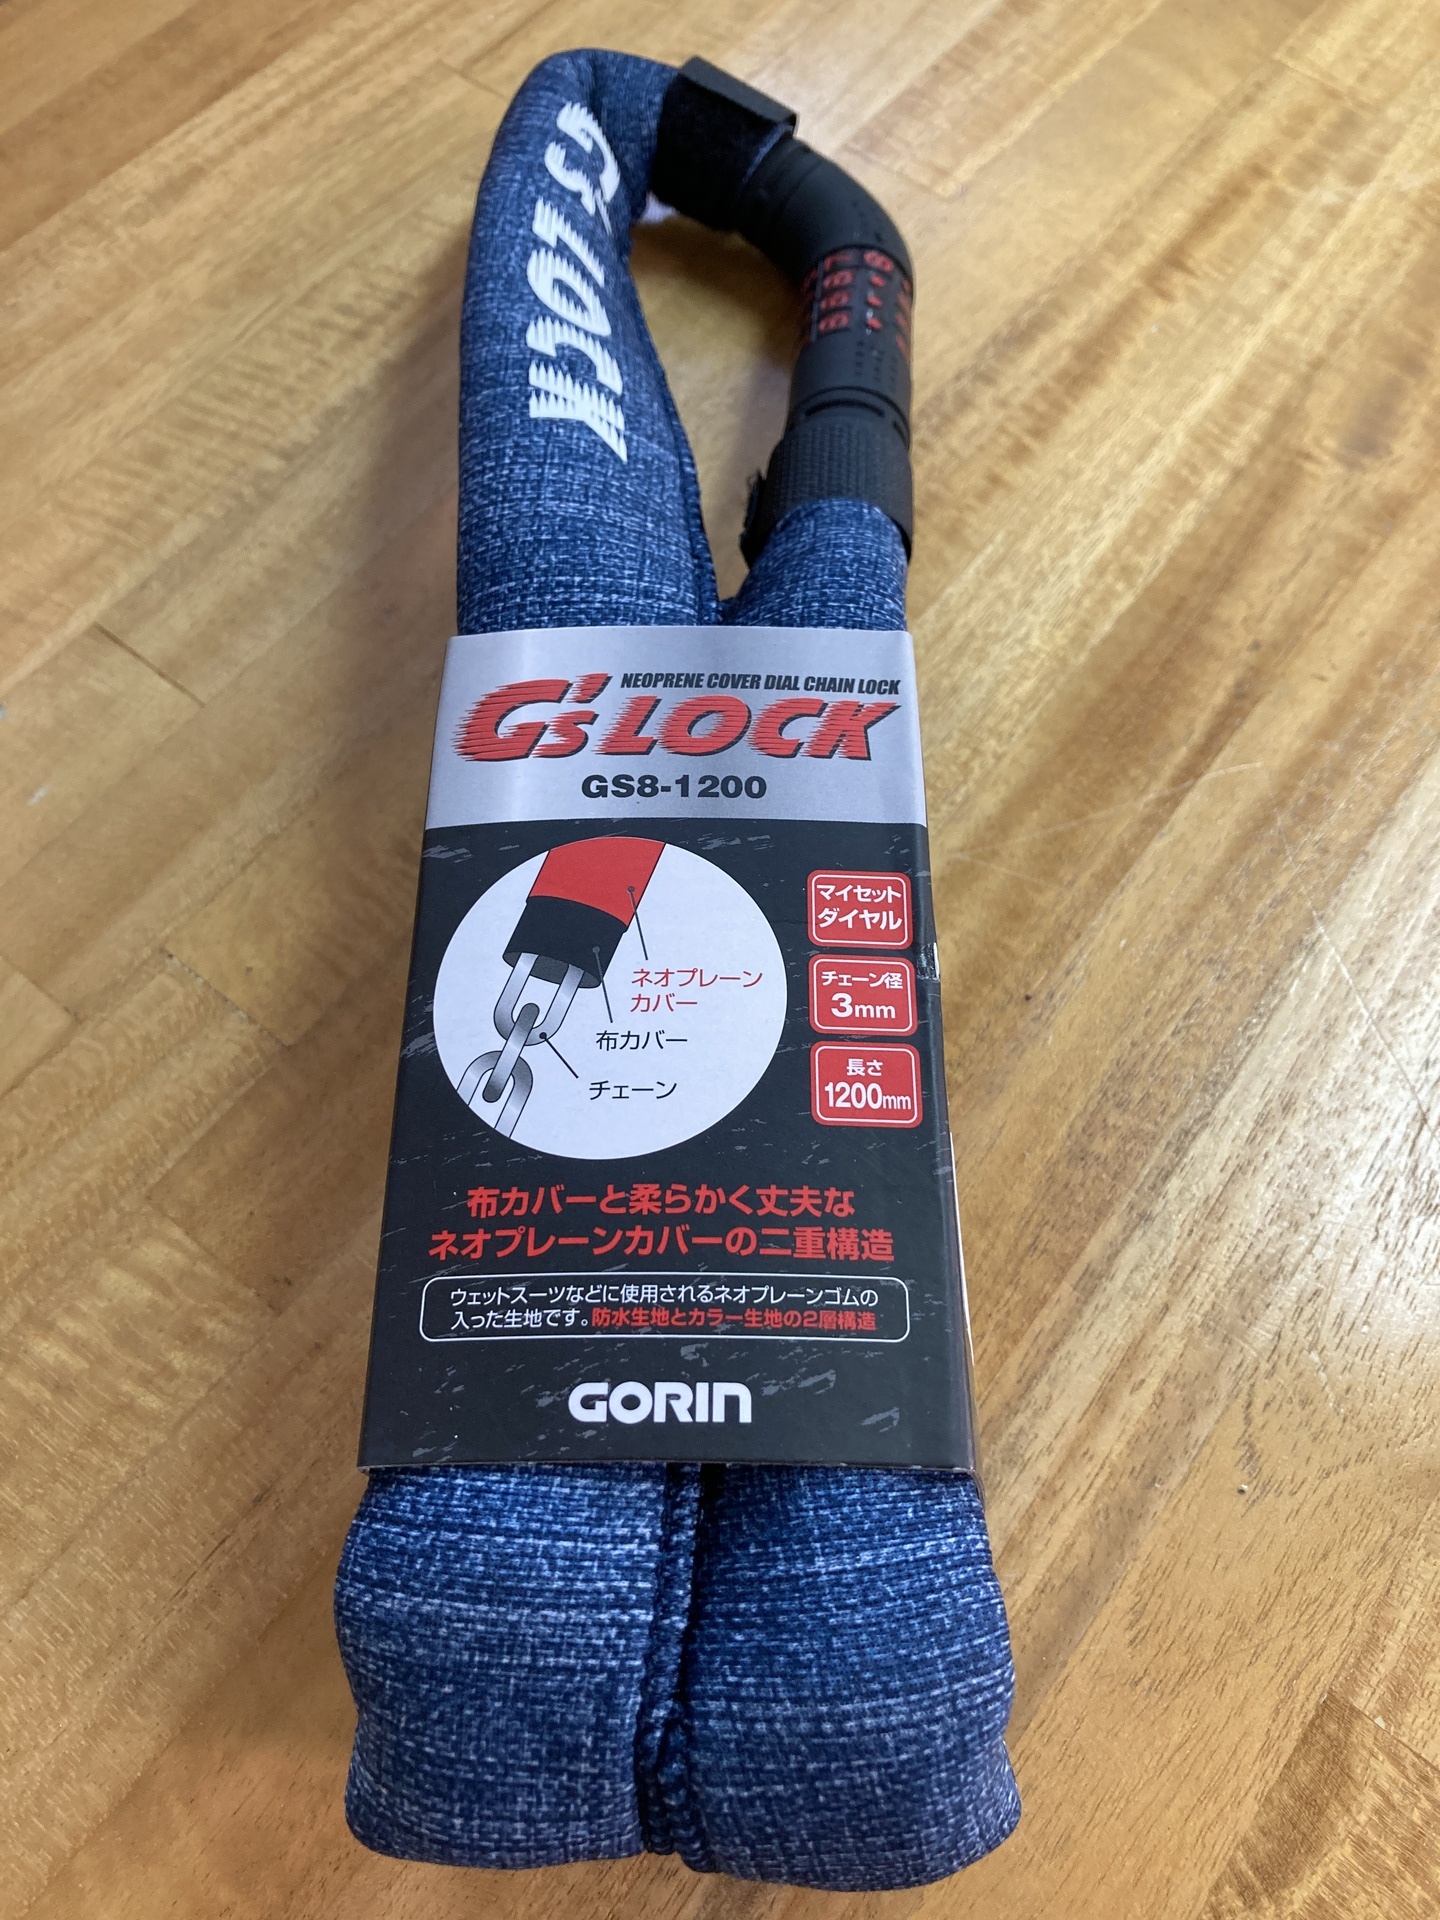 G's LOCK
NEOPRENE COVER DIAL CHAIN LOCK
G's LOCK
GS8-1200
マイセット
ダイヤル
チェーン径
3mm
長さ
1200mm
ネオプレーン
カバー
布カバー
チェーン
布カバーと柔らかく丈夫な
ネオプレーンカバーの二重構造
ウェットスーツなどに使用されるネオプレーンゴムの
入った生地です。防水生地とカラー生地の2層構造
GORIN